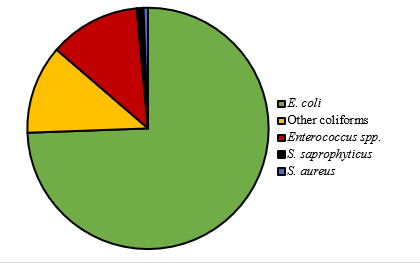 E. coli
Other coliforms
Enterococcus spp.
S. saprophyticus
S. aureus